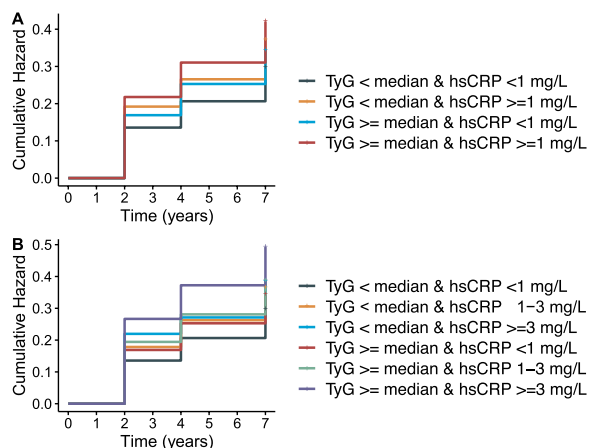 A
Cumulative Hazard
0.4
0.3
0.2
0.1
0.0
0 1 2 3 4 5 6 7
Time (years)
TyG < median & hsCRP <1 mg/L
TyG < median & hsCRP >=1 mg/L
TyG >= median & hsCRP <1 mg/L
TyG >= median & hsCRP >=1 mg/L
B
Cumulative Hazard
0.5
0.4
0.3
0.2
0.1
0.0
0 1 2 3 4 5 6 7
Time (years)
TyG < median & hsCRP <1 mg/L
TyG < median & hsCRP 1–3 mg/L
TyG < median & hsCRP >=3 mg/L
TyG >= median & hsCRP <1 mg/L
TyG >= median & hsCRP 1–3 mg/L
TyG >= median & hsCRP >=3 mg/L